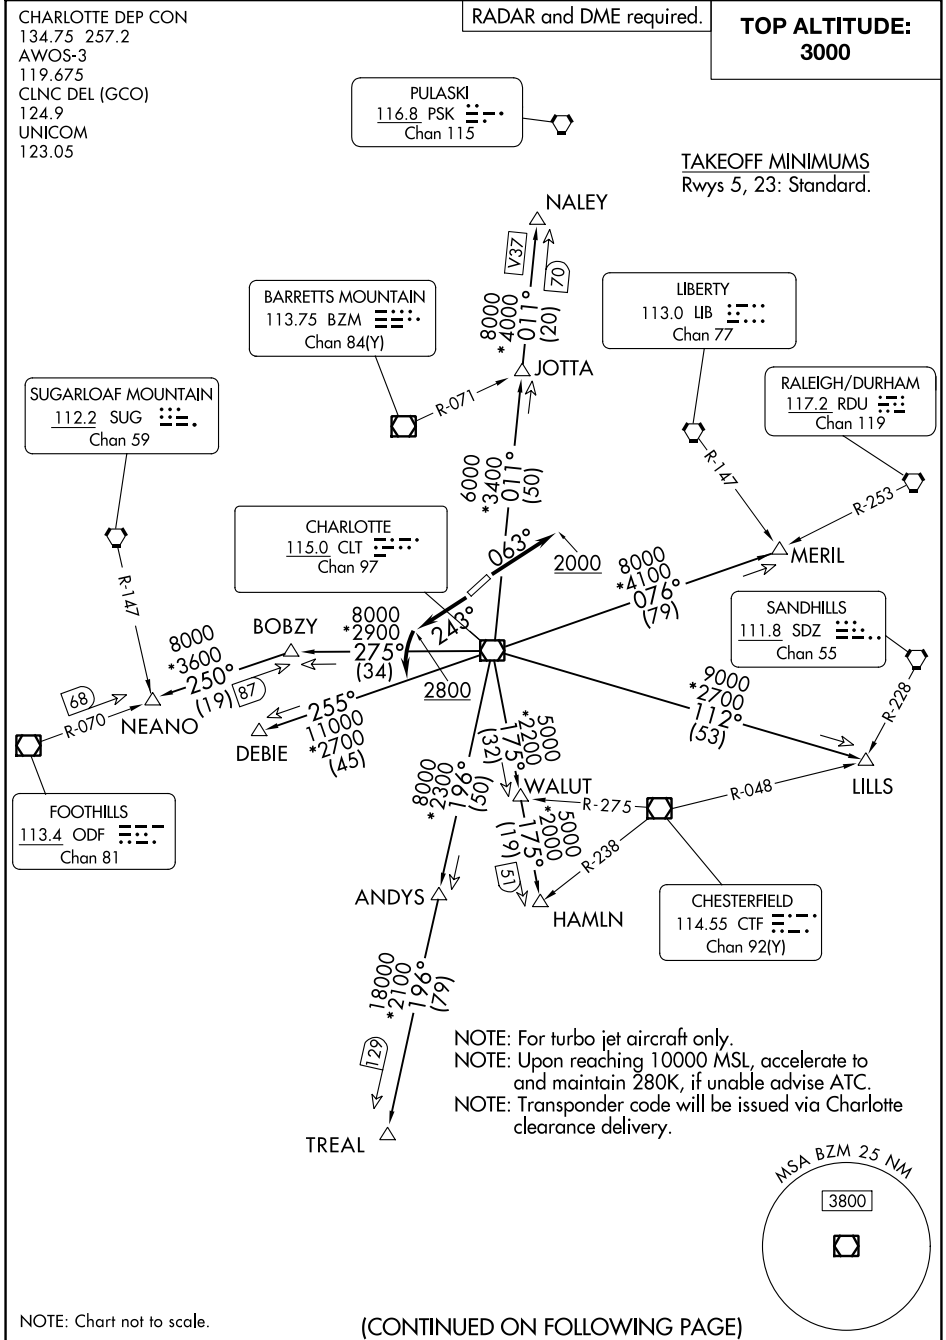 CHARLOTTE DEP CON
134.75 257.2
AWOS-3
119.675
CLNC DEL (GCO)
124.9
UNICOM
123.05
RADAR and DME required.
TOP ALTITUDE:
3000
PULASKI
116.8 PSK
Chan 115
TAKEOFF MINIMUMS
Rwys 5, 23: Standard.
NALEY
V37
70
8000
*4000
011°
(20)
BARRETTS MOUNTAIN
113.75 BZM
Chan 84(Y)
LIBERTY
113.0 LIB
Chan 77
JOTTA
R-071
SUGARLOAF MOUNTAIN
112.2 SUG
Chan 59
RALEIGH/DURHAM
117.2 RDU
Chan 119
6000
*3400
011°
(50)
R-147
R-253
CHARLOTTE
115.0 CLT
Chan 97
063°
2000
MERIL
8000
*4100
076°
(79)
R-147
243°
SANDHILLS
111.8 SDZ
Chan 55
BOBZY
8000
*2900
275°
(34)
8000
*3600
250°
(19)
87
2800
68
R-070
NEANO
DEBIE
255°
11000
*2700
(45)
9000
*2700
112°
(53)
R-228
LILLS
5000
*2200
175°
(32)
WALUT
R-275
R-048
8000
*2300
196°
(50)
FOOTHILLS
113.4 ODF
Chan 81
5000
*2000
175°
(19)
51
R-238
ANDYS
HAMLN
CHESTERFIELD
114.55 CTF
Chan 92(Y)
18000
*2100
196°
(79)
129
TREAL
NOTE: For turbo jet aircraft only.
NOTE: Upon reaching 10000 MSL, accelerate to
and maintain 280K, if unable advise ATC.
NOTE: Transponder code will be issued via Charlotte
clearance delivery.
MSA BZM 25 NM
3800
NOTE: Chart not to scale.
(CONTINUED ON FOLLOWING PAGE)